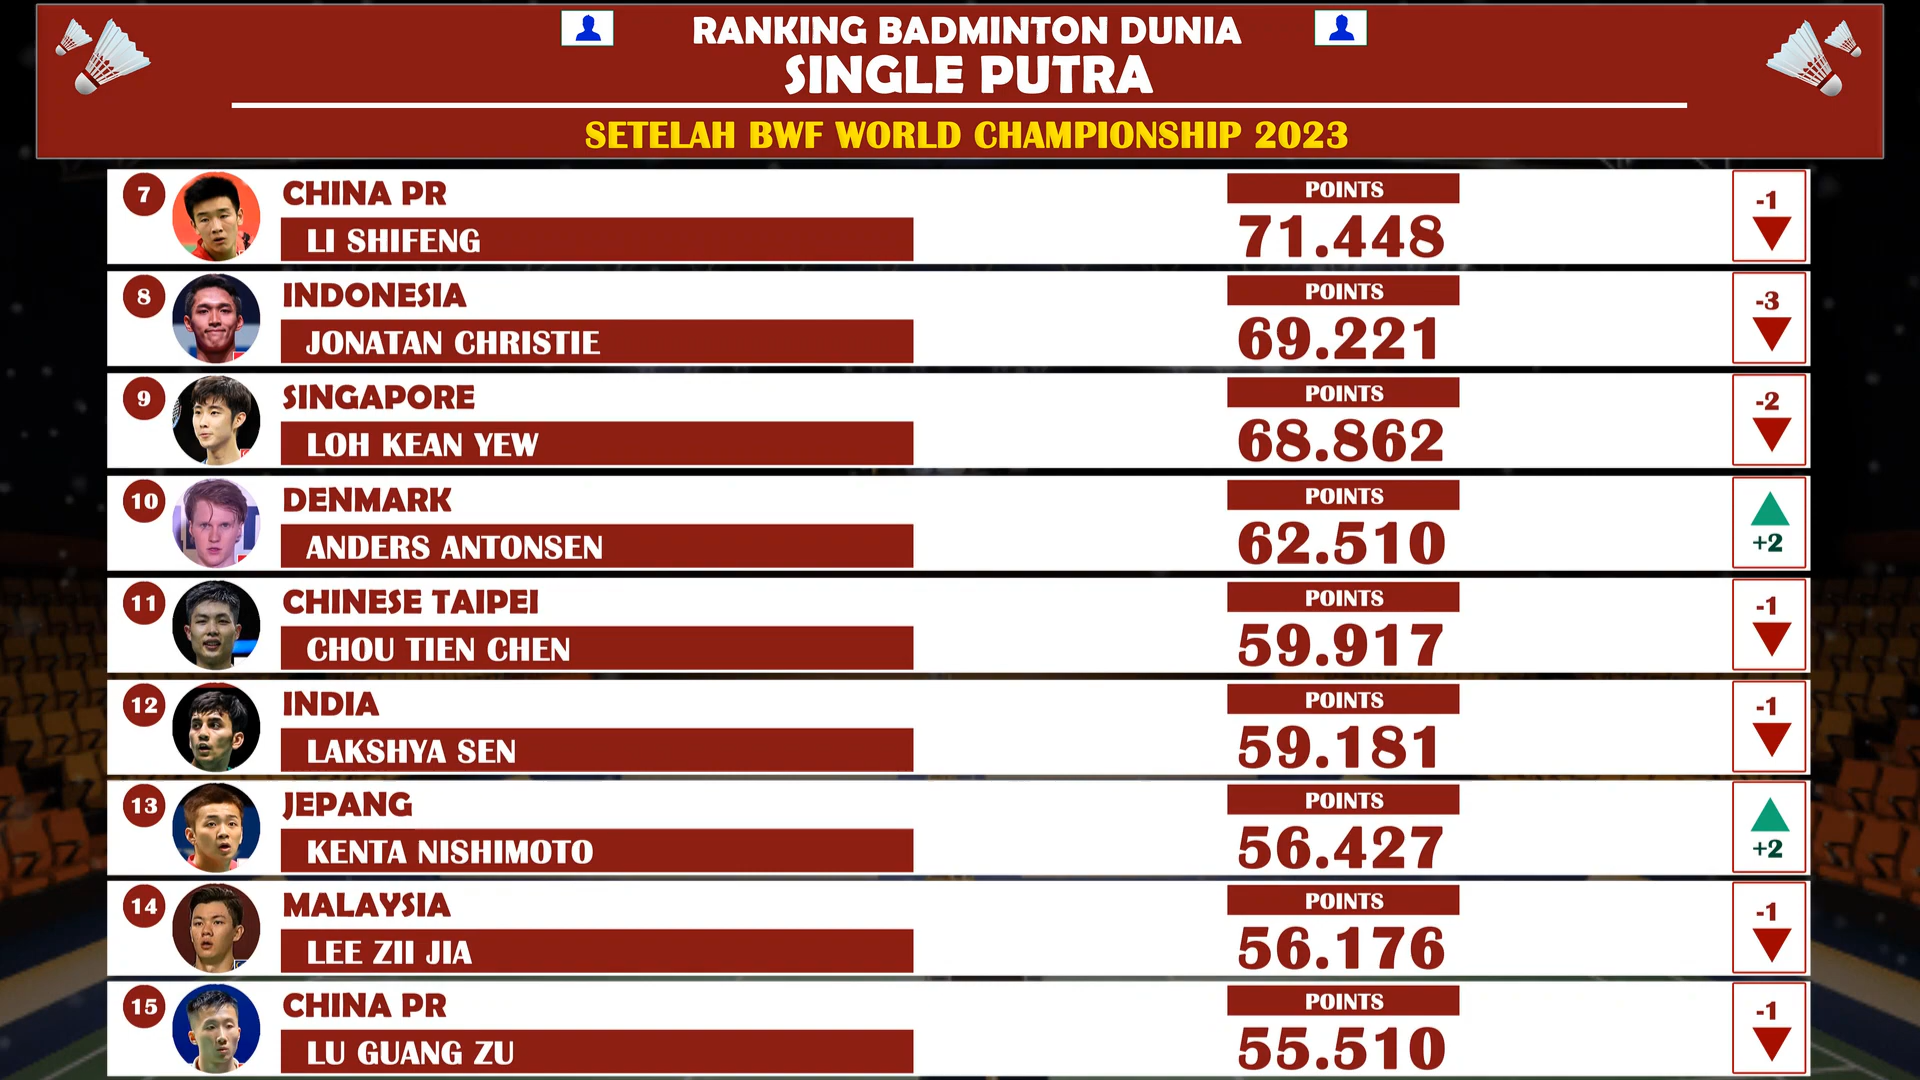 RANKING BADMINTON DUNIA
SINGLE PUTRA
SETELAH BWF WORLD CHAMPIONSHIP 2023
7 CHINA PR POINTS -1
LI SHIFENG 71.448
8 INDONESIA POINTS -3
JONATAN CHRISTIE 69.221
9 SINGAPORE POINTS -2
LOH KEAN YEW 68.862
10 DENMARK POINTS
ANDERS ANTONSEN 62.510 +2
11 CHINESE TAIPEI POINTS -1
CHOU TIEN CHEN 59.917
12 INDIA POINTS -1
LAKSHYA SEN 59.181
13 JEPANG POINTS
KENTA NISHIMOTO 56.427 +2
14 MALAYSIA POINTS -1
LEE ZII JIA 56.176
15 CHINA PR POINTS -1
LU GUANG ZU 55.510